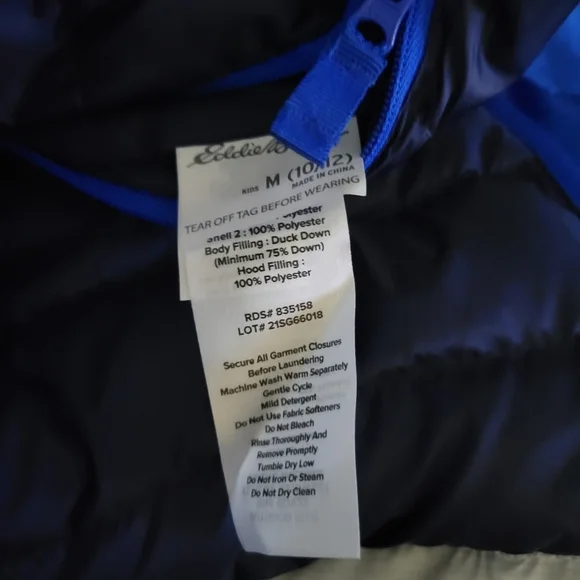 Eddie
KIDS M (10/12)
MADE IN CHINA
TEAR OFF TAG BEFORE WEARING
Shell 2 : 100% Polyester
Body Filling : Duck Down
(Minimum 75% Down)
Hood Filling :
100% Polyester
RDS# 835158
LOT# 21SG66018
Secure All Garment Closures
Before Laundering
Machine Wash Warm Separately
Gentle Cycle
Mild Detergent
Do Not Use Fabric Softeners
Do Not Bleach
Rinse Thoroughly And
Remove Promptly
Tumble Dry Low
Do Not Iron Or Steam
Do Not Dry Clean